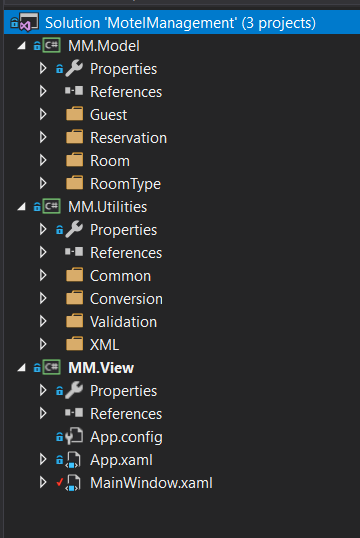 Solution 'MotelManagement' (3 projects)
C# MM.Model
Properties
References
Guest
Reservation
Room
RoomType
C# MM.Utilities
Properties
References
Common
Conversion
Validation
XML
C# MM.View
Properties
References
App.config
App.xaml
MainWindow.xaml